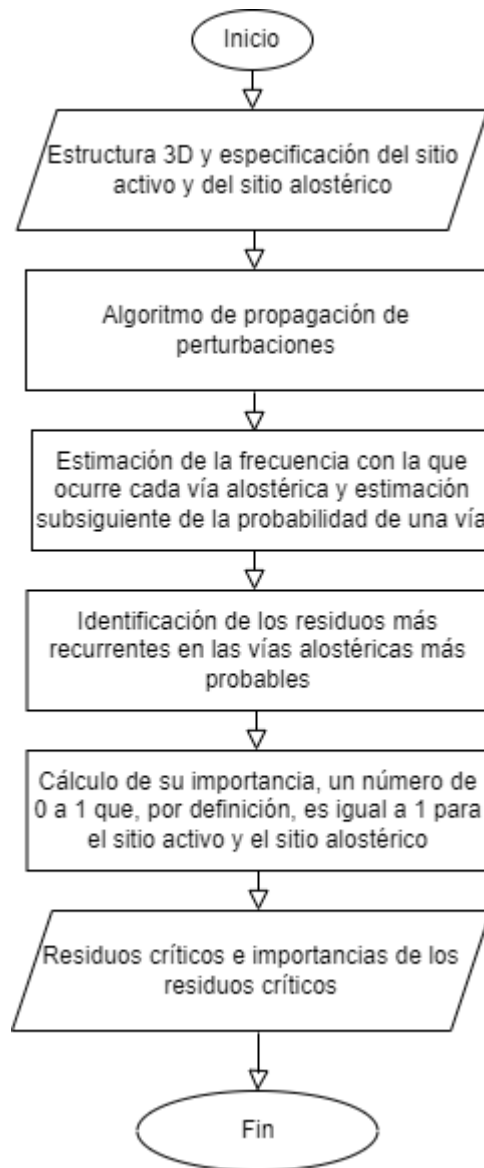 Inicio
Estructura 3D y especificación del sitio
activo y del sitio alostérico
Algoritmo de propagación de
perturbaciones
Estimación de la frecuencia con la que
ocurre cada vía alostérica y estimación
subsiguiente de la probabilidad de una vía
Identificación de los residuos más
recurrentes en las vías alostéricas más
probables
Cálculo de su importancia, un número de
0 a 1 que, por definición, es igual a 1 para
el sitio activo y el sitio alostérico
Residuos críticos e importancias de los
residuos críticos
Fin